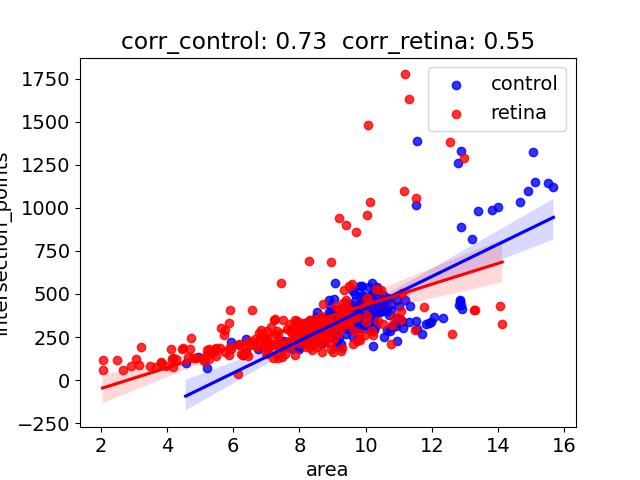 corr_control: 0.73 corr_retina: 0.55
control
retina
1750
1500
1250
1000
750
500
250
0
−250
intersection_points
2 4 6 8 10 12 14 16
area